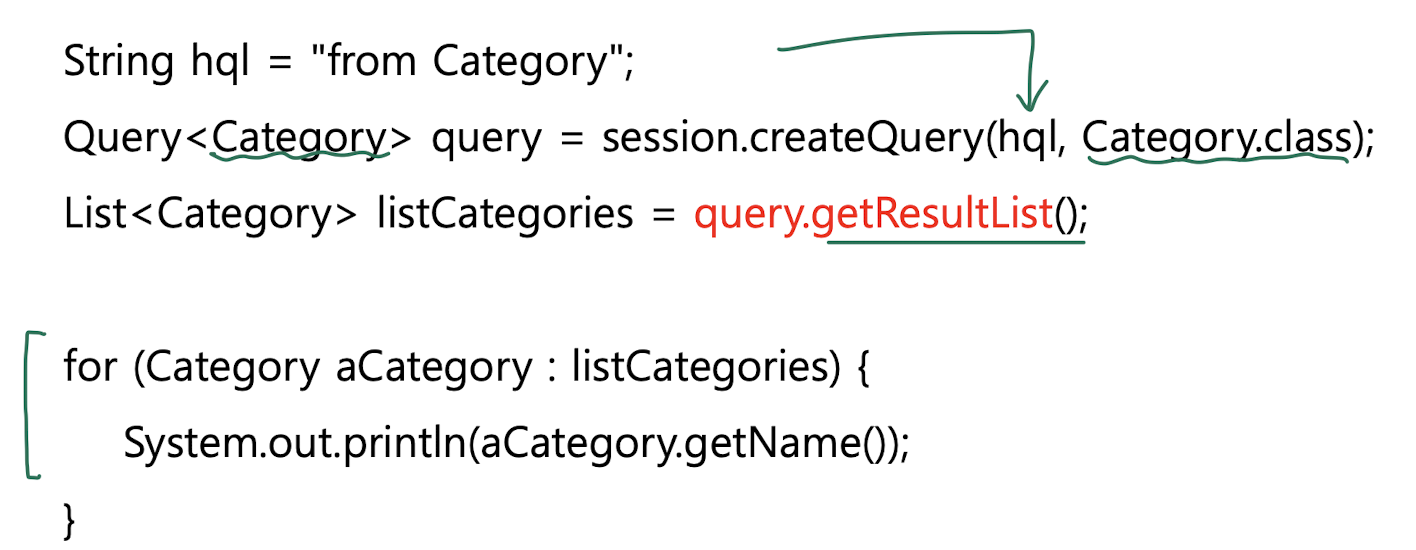 String hql = "from Category";
Query<Category> query = session.createQuery(hql, Category.class);
List<Category> listCategories = query.getResultList();
for (Category aCategory : listCategories) {
System.out.println(aCategory.getName());
}